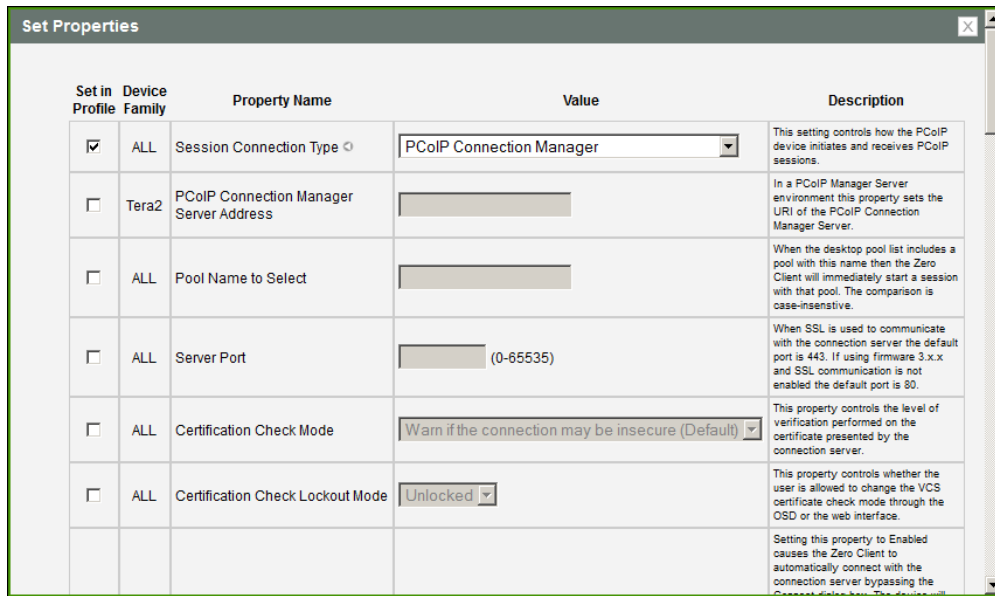 Set Properties
X
Set in Profile
Device Family
Property Name
Value
Description
ALL
Session Connection Type
PCoIP Connection Manager
This setting controls how the PCoIP
device initiates and receives PCoIP
sessions.
Tera2
PCoIP Connection Manager
Server Address
In a PCoIP Manager Server
environment this property sets the
URI of the PCoIP Connection
Manager Server.
ALL
Pool Name to Select
When the desktop pool list includes a
pool with this name then the Zero
Client will immediately start a session
with that pool. The comparison is
case-insenstive.
ALL
Server Port
(0-65535)
When SSL is used to communicate
with the connection server the default
port is 443. If using firmware 3.x.x
and SSL communication is not
enabled the default port is 80.
ALL
Certification Check Mode
Warn if the connection may be insecure (Default)
This property controls the level of
verification performed on the
certificate presented by the
connection server.
ALL
Certification Check Lockout Mode
Unlocked
This property controls whether the
user is allowed to change the VCS
certificate check mode through the
OSD or the web interface.
Setting this property to Enabled
causes the Zero Client to
automatically connect with the
connection server bypassing the
Connect dialog box. The device will